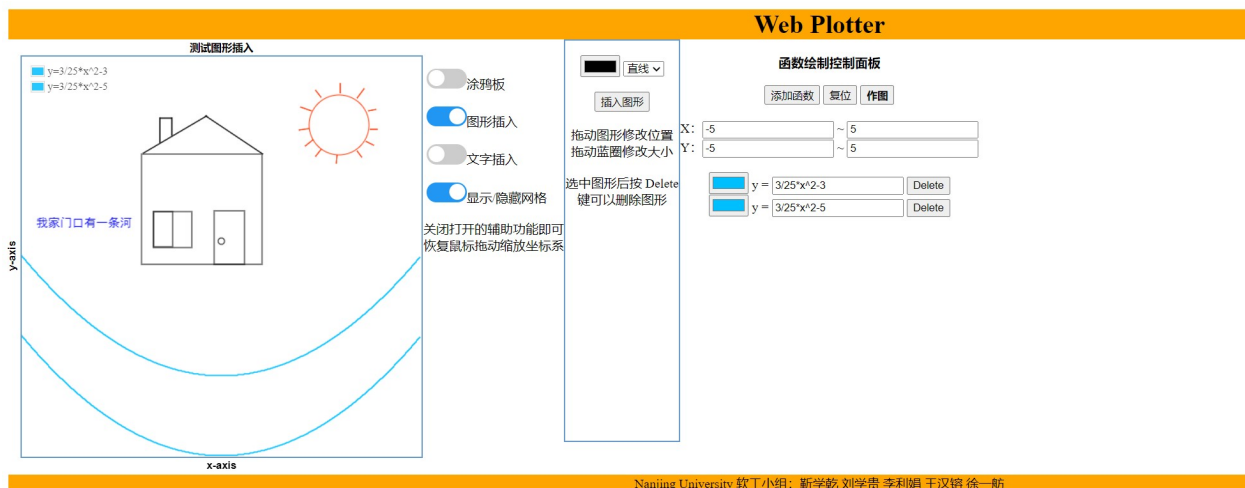 Web Plotter
测试图形插入
y=3/25*x^2-3
y=3/25*x^2-5
我家门口有一条河
y-axis
x-axis
涂鸦板
图形插入
文字插入
显示/隐藏网格
关闭打开的辅助功能即可
恢复鼠标拖动缩放坐标系
直线
插入图形
拖动图形修改位置
拖动蓝圈修改大小
选中图形后按 Delete
键可以删除图形
函数绘制控制面板
添加函数 复位 作图
X: -5 ~ 5
Y: -5 ~ 5
y = 3/25*x^2-3 Delete
y = 3/25*x^2-5 Delete
Nanjing University 软工小组：靳学乾 刘学贵 李利娟 王汉镕 徐一舫